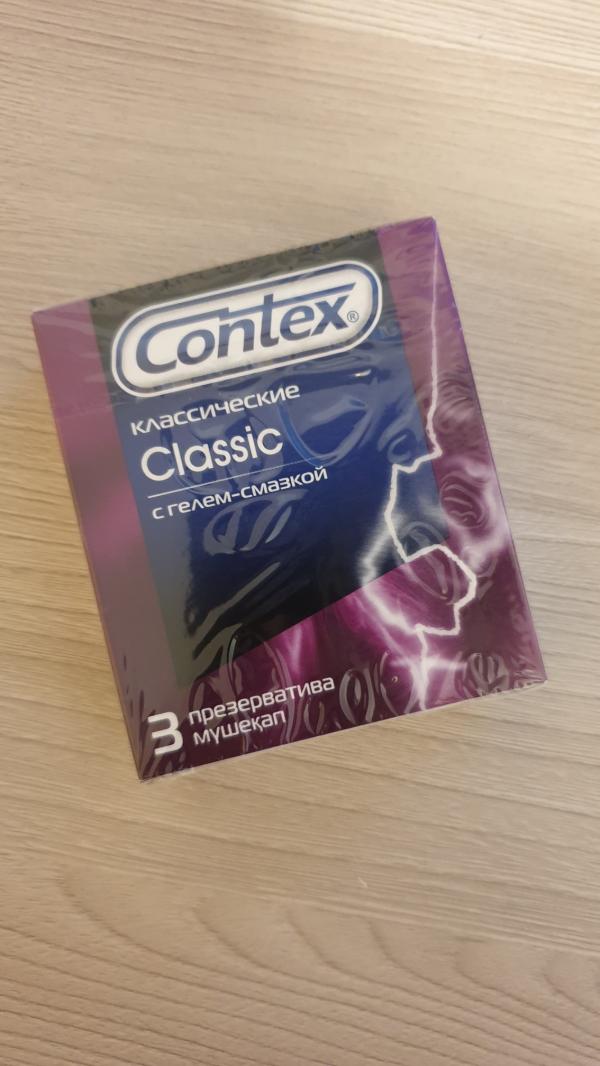 Contex®
классические
Classic
с гелем-смазкой
3 презерватива
мүшеқап